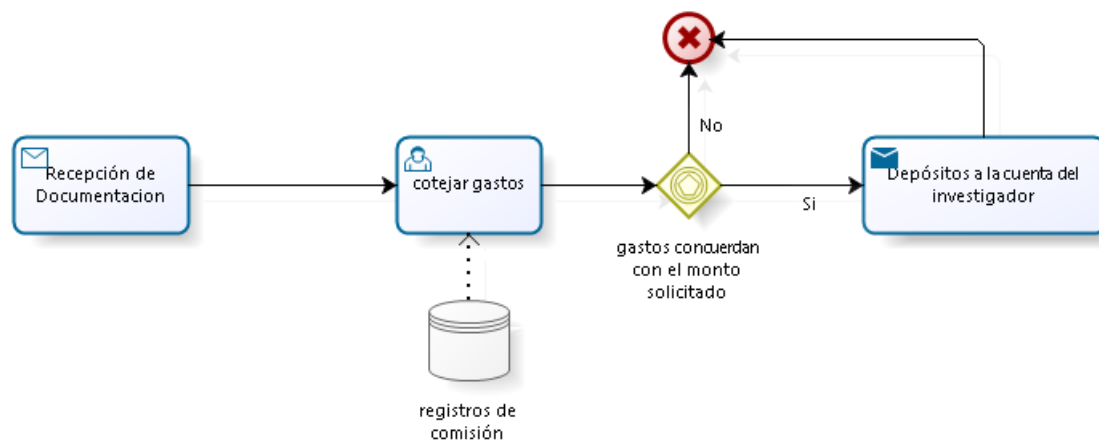 Recepción de
Documentacion
cotejar gastos
registros de
comisión
No
Si
gastos concuerdan
con el monto
solicitado
Depósitos a la cuenta del
investigador